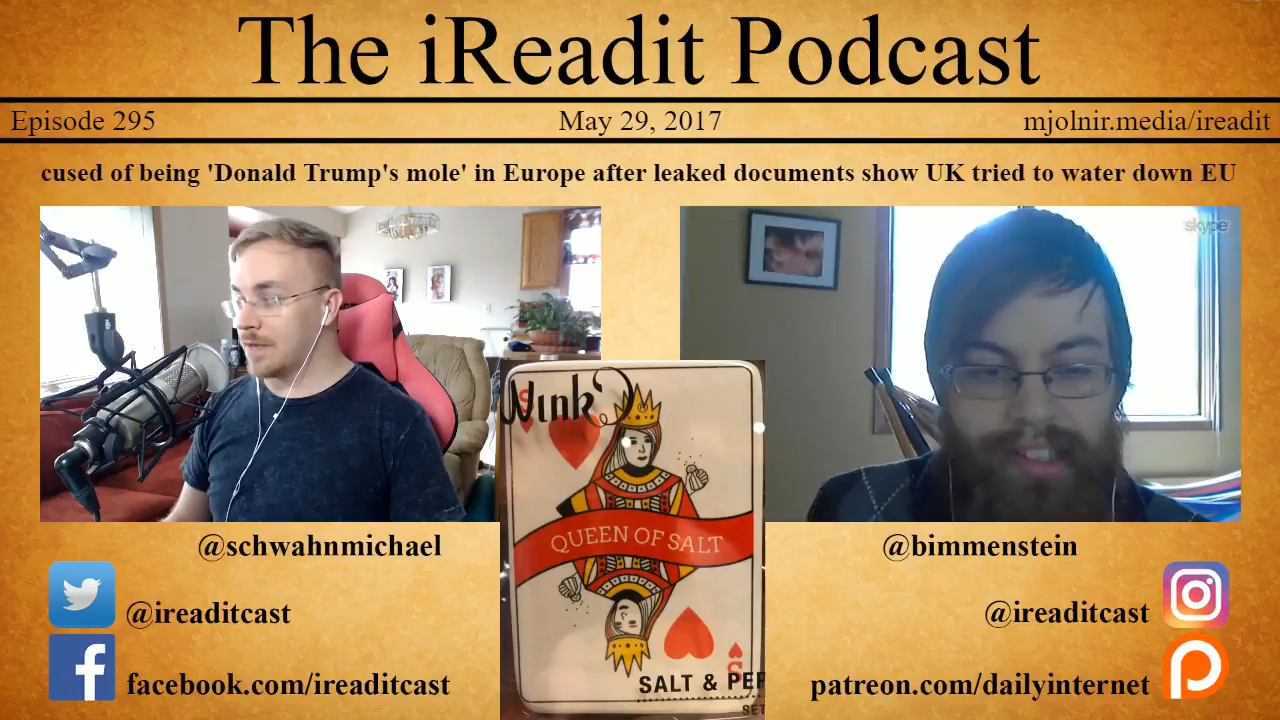 The iReadit Podcast
Episode 295
May 29, 2017
mjolnir.media/ireadit
cused of being 'Donald Trump's mole' in Europe after leaked documents show UK tried to water down EU
skype
Wink
QUEEN OF SALT
S
SALT & PEP
SET
@schwahnmichael
@bimmenstein
@ireaditcast
@ireaditcast
facebook.com/ireaditcast
patreon.com/dailyinternet